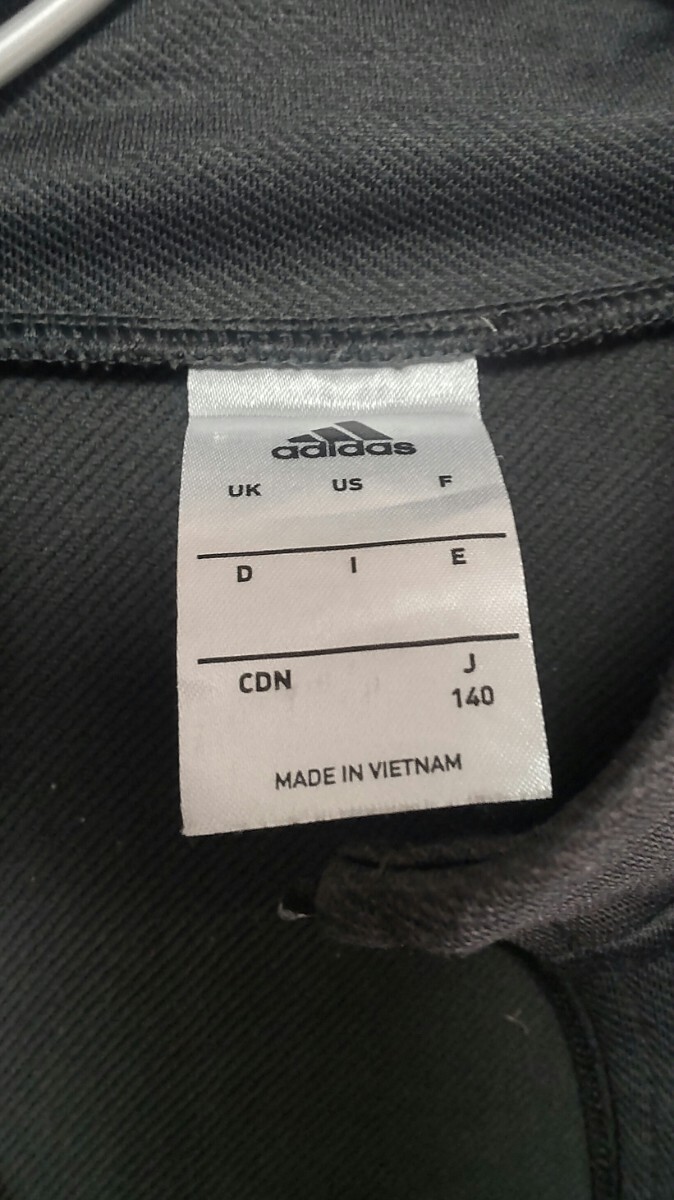 adidas
UK US F
D I E
CDN J
140
MADE IN VIETNAM